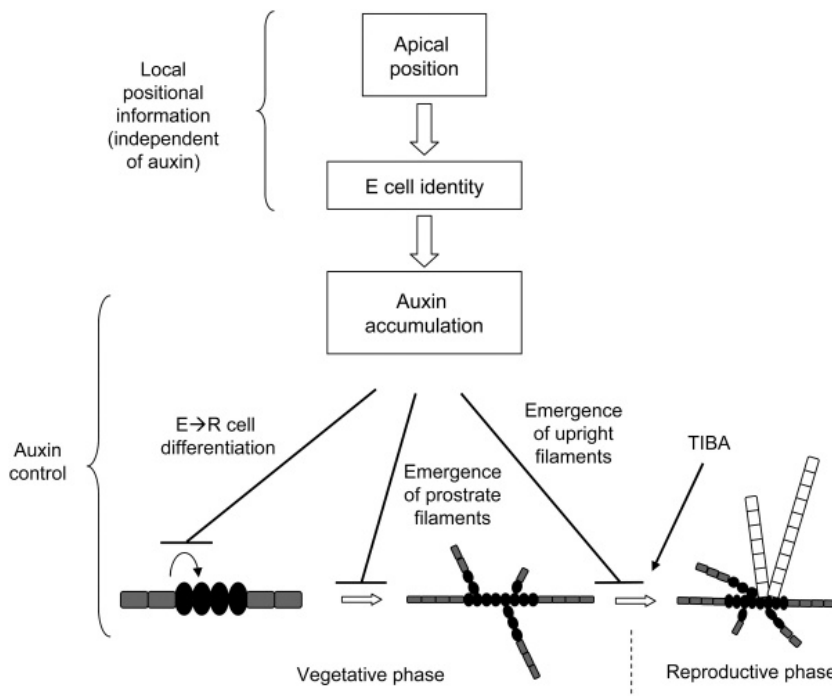 Apical
position
Local
positional
information
(independent
of auxin)
E cell identity
Auxin
accumulation
Auxin
control
E→R cell
differentiation
Emergence
of prostrate
filaments
Emergence
of upright
filaments
TIBA
Vegetative phase
Reproductive phase